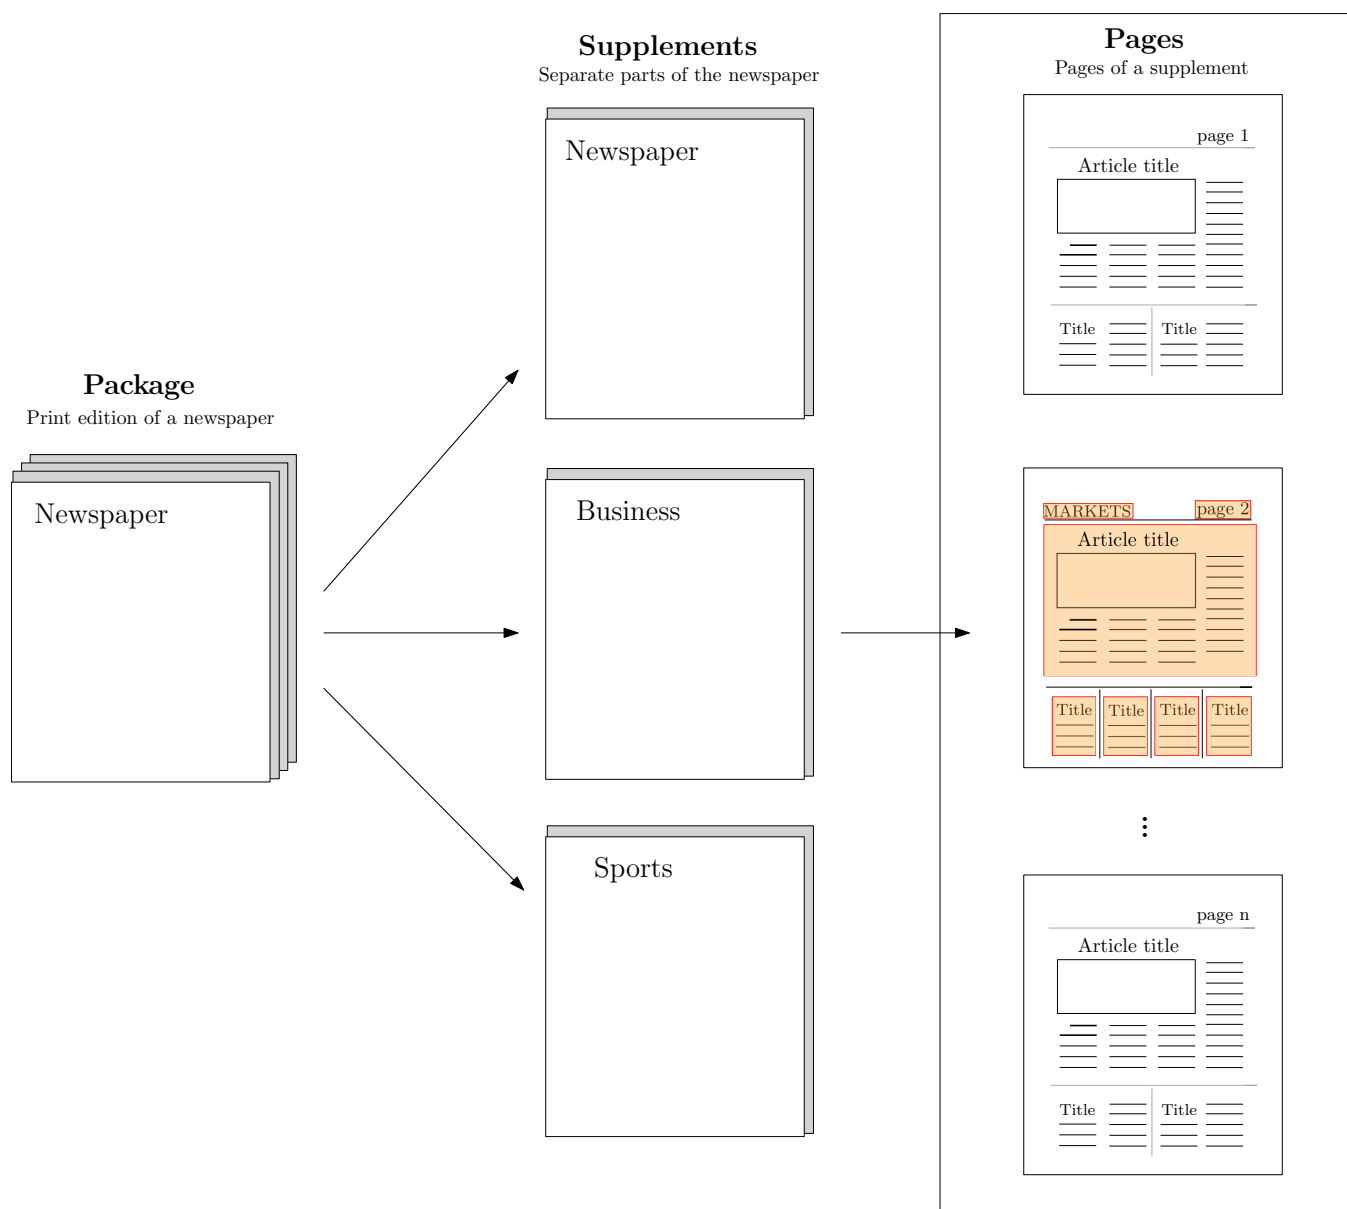 Package
Print edition of a newspaper
Newspaper
Supplements
Separate parts of the newspaper
Newspaper
Business
Sports
Pages
Pages of a supplement
page 1
Article title
Title Title
MARKETS page 2
Article title
Title Title Title Title
page n
Article title
Title Title